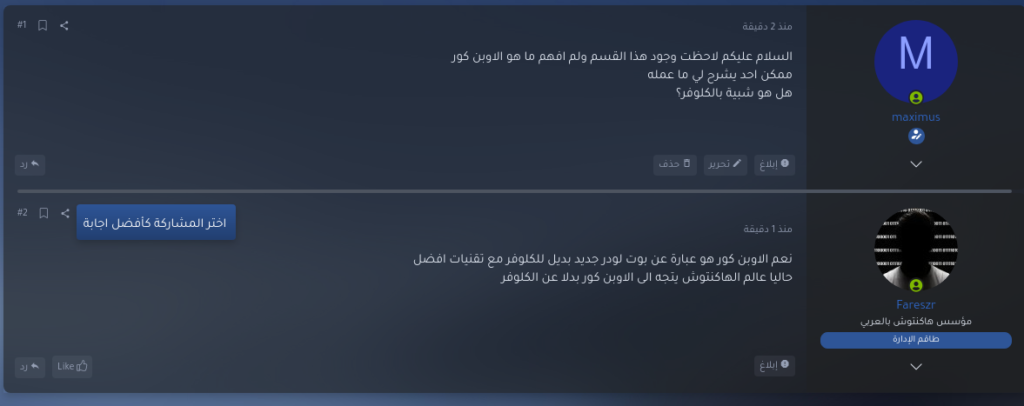 M
maximus
منذ 2 دقيقة
#1
السلام عليكم لاحظت وجود هذا القسم ولم افهم ما هو الاوبن كور
ممكن احد يشرح لي ما عمله
هل هو شبية بالكلوفر؟
إبلاغ تحرير حذف رد
Fareszr
مؤسس هاكنتوش بالعربي
طاقم الإدارة
#2
اختر المشاركة كأفضل اجابة
منذ 1 دقيقة
نعم الاوبن كور هو عبارة عن بوت لودر جديد بديل للكلوفر مع تقنيات افضل
حاليا عالم الهاكنتوش يتجه الى الاوبن كور بدلا عن الكلوفر
إبلاغ Like رد